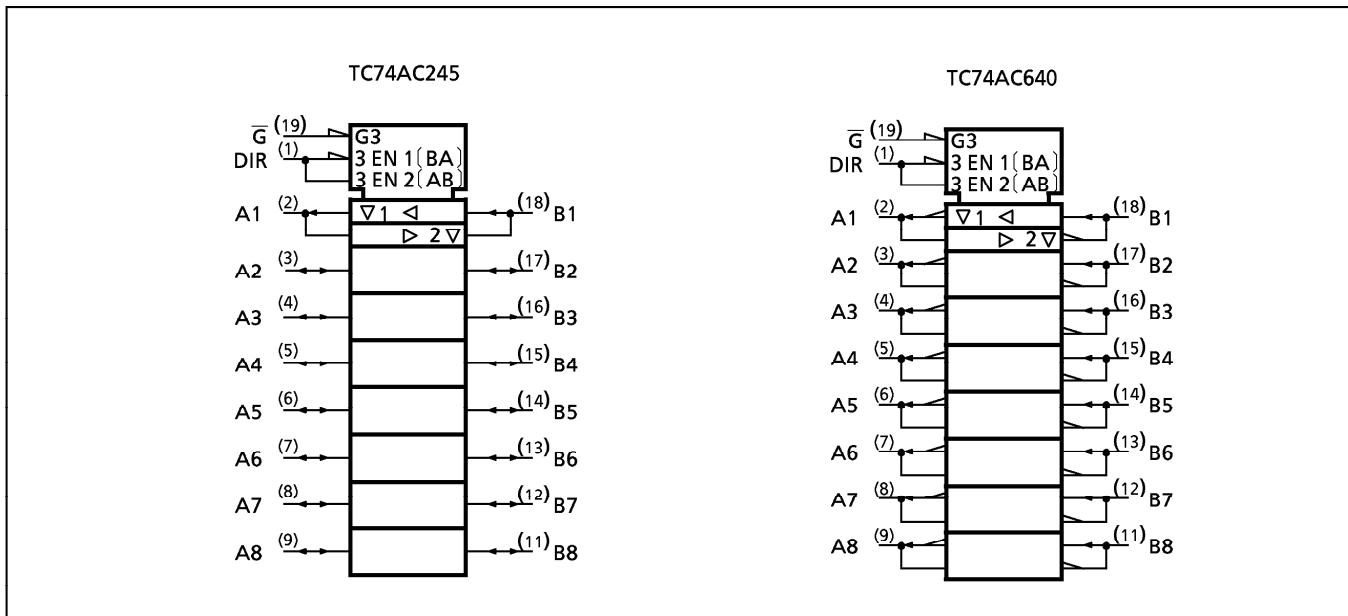 TC74AC245
G̅ (19) G3
DIR (1) 3 EN 1 [BA]
3 EN 2 [AB]
A1 (2) ▽ 1 ◁ (18) B1
▷ 2 ▽
A2 (3) (17) B2
A3 (4) (16) B3
A4 (5) (15) B4
A5 (6) (14) B5
A6 (7) (13) B6
A7 (8) (12) B7
A8 (9) (11) B8
TC74AC640
G̅ (19) G3
DIR (1) 3 EN 1 [BA]
3 EN 2 [AB]
A1 (2) ▽ 1 ◁ (18) B1
▷ 2 ▽
A2 (3) (17) B2
A3 (4) (16) B3
A4 (5) (15) B4
A5 (6) (14) B5
A6 (7) (13) B6
A7 (8) (12) B7
A8 (9) (11) B8